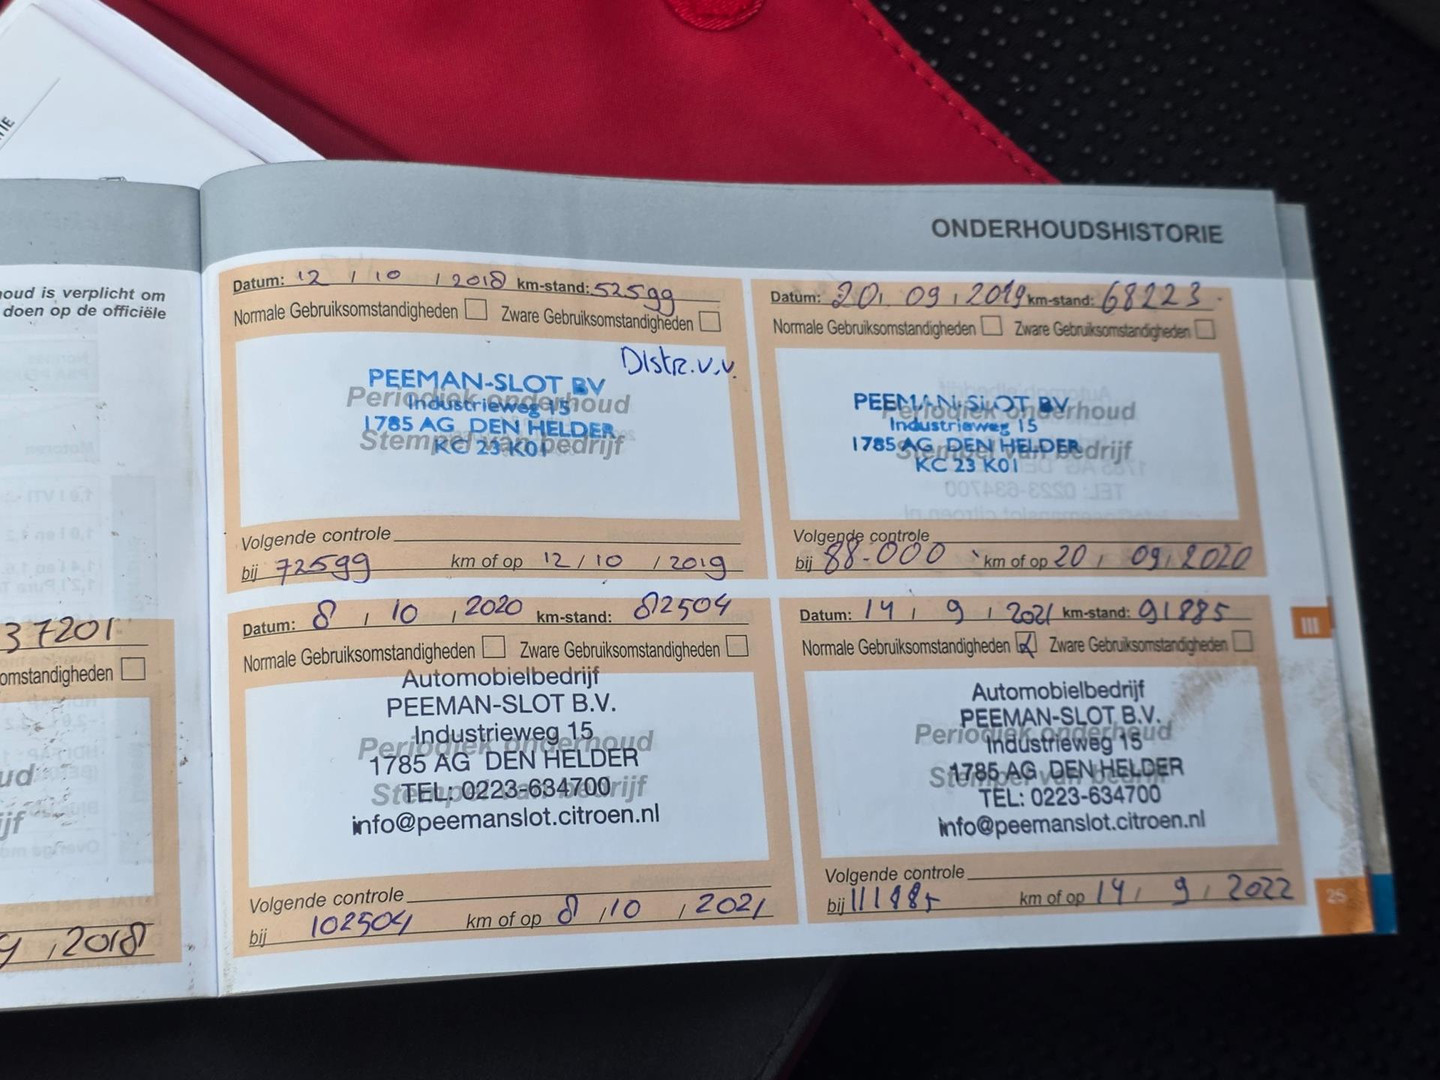 TIE
ONDERHOUDSHISTORIE
oud is verplicht om
doen op de officiële
37201
omstandigheden
, 2018
Datum: 12 / 10 / 2018 km-stand: 52599
Normale Gebruiksomstandigheden Zware Gebruiksomstandigheden
Distr. v.v.
PEEMAN-SLOT BV
Periodiek onderhoud
Industrieweg 15
1785 AG DEN HELDER
Stempel van bedrijf
KC 23 K01
Volgende controle
bij 72599 km of op 12 / 10 / 2019
Datum: 20, 09, 2019 km-stand: 68223
Normale Gebruiksomstandigheden Zware Gebruiksomstandigheden
PEEMAN-SLOT BV
Periodiek onderhoud
Industrieweg 15
1785 AG DEN HELDER
Stempel van bedrijf
KC 23 K01
Volgende controle
bij 88.000 km of op 20, 09, 2020
Datum: 8, 10, 2020 km-stand: 82504
Normale Gebruiksomstandigheden Zware Gebruiksomstandigheden
Automobielbedrijf
PEEMAN-SLOT B.V.
Industrieweg 15
Periodiek onderhoud
1785 AG DEN HELDER
Stempel van bedrijf
TEL: 0223-634700
info@peemanslot.citroen.nl
Volgende controle
bij 102504 km of op 8, 10, 2021
Datum: 14, 9, 2021 km-stand: 91885
Normale Gebruiksomstandigheden Zware Gebruiksomstandigheden
Automobielbedrijf
PEEMAN-SLOT B.V.
Periodiek onderhoud
Industrieweg 15
1785 AG DEN HELDER
Stempel van bedrijf
TEL: 0223-634700
info@peemanslot.citroen.nl
Volgende controle
bij 111885 km of op 14, 9, 2022
III
25